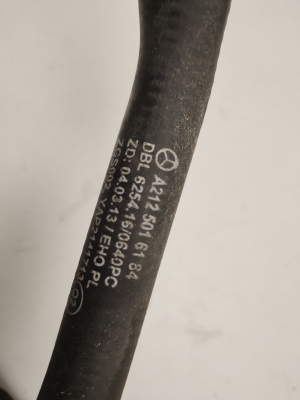 A212 501 61 84
DBL 6254.16/0640PC
ZD: 04.03.13 / EHO PL